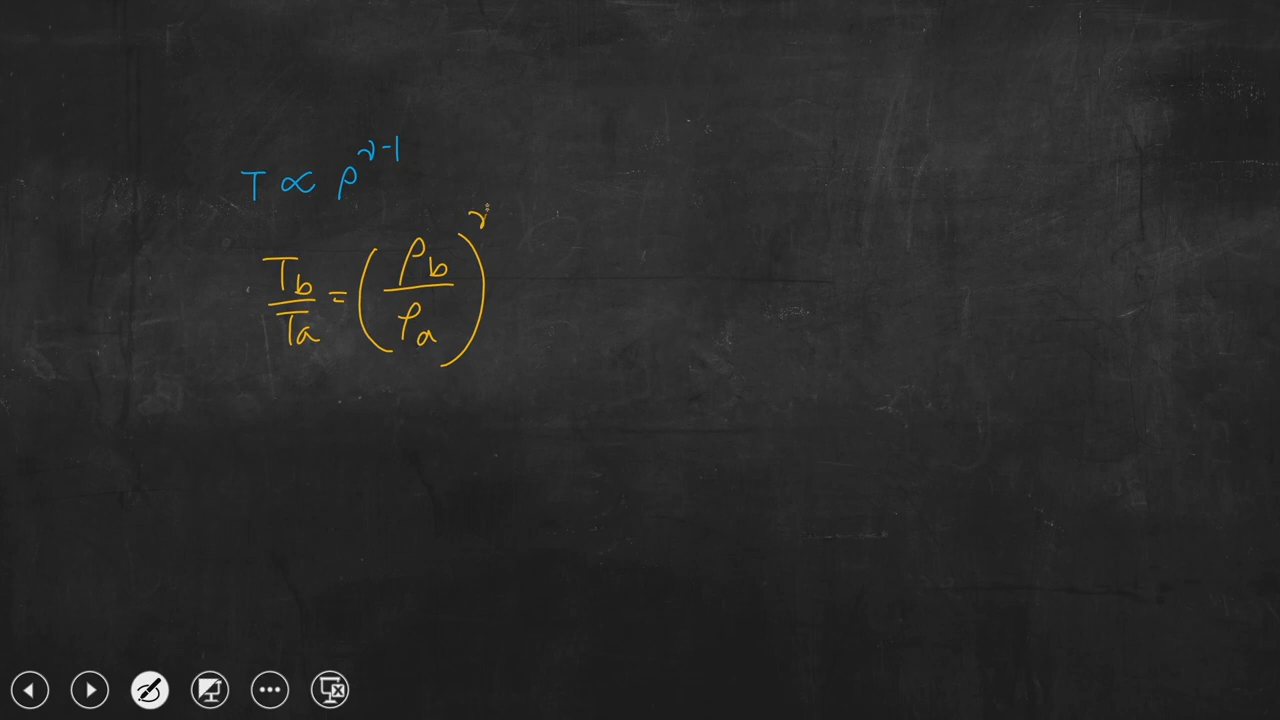 T ∝ ρ^(γ-1)
T_b/T_a = (ρ_b/ρ_a)^γ